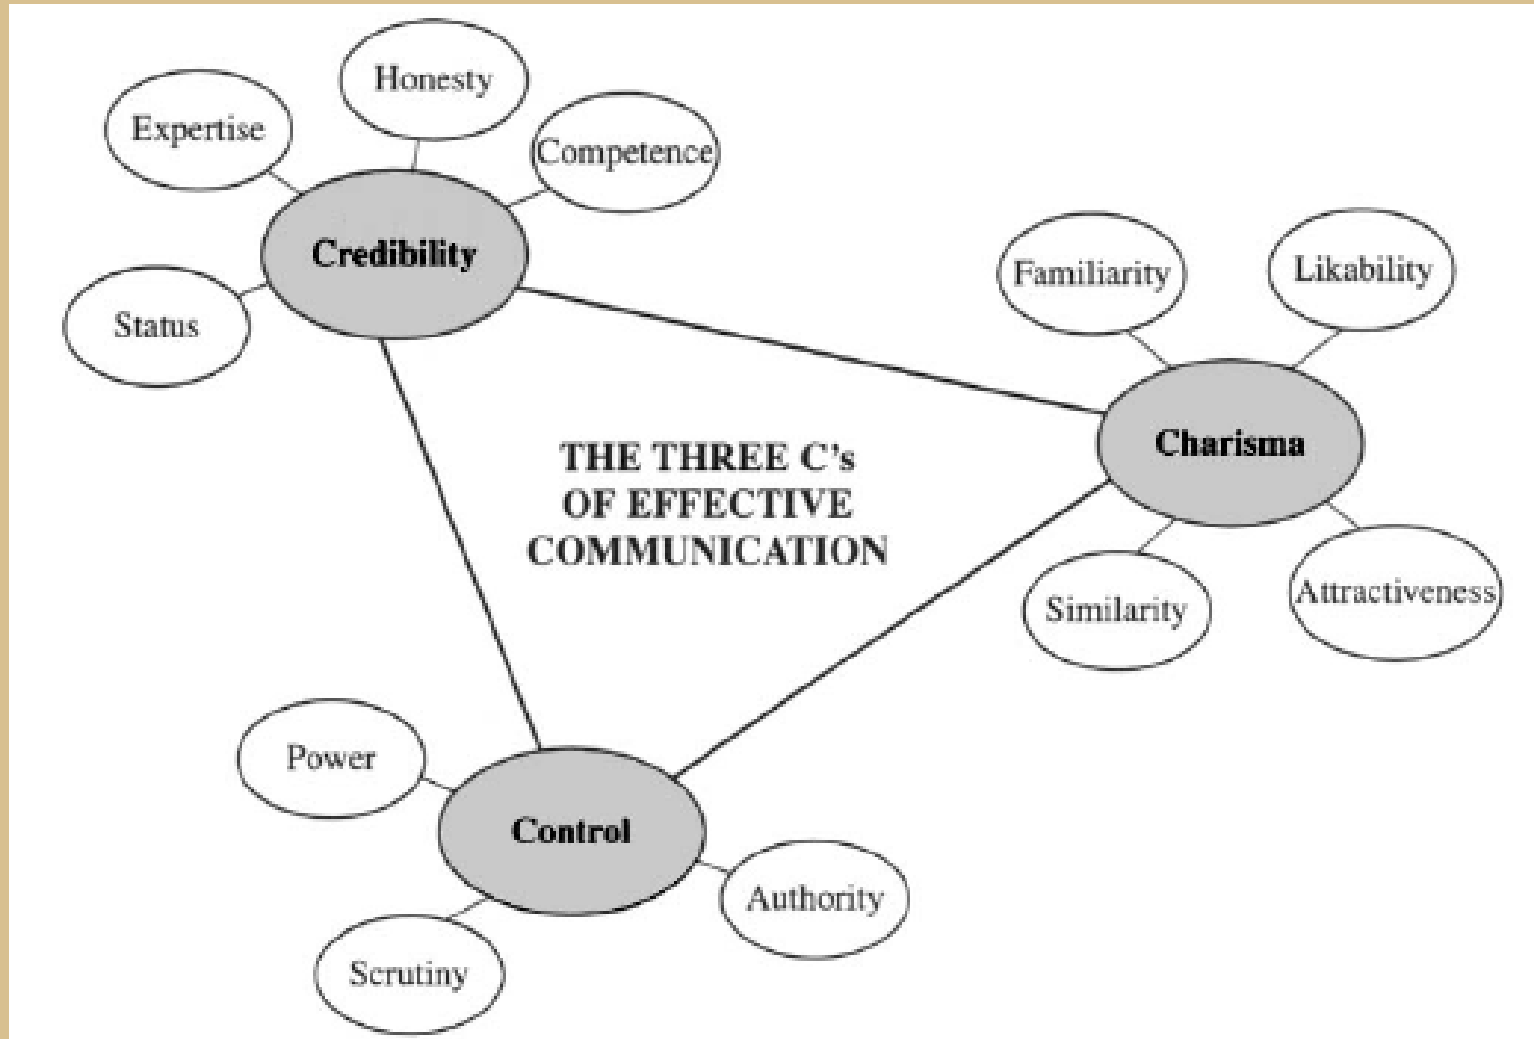 Honesty
Expertise
Competence
Credibility
Status
Familiarity
Likability
Charisma
Similarity
Attractiveness
THE THREE C's
OF EFFECTIVE
COMMUNICATION
Power
Control
Authority
Scrutiny